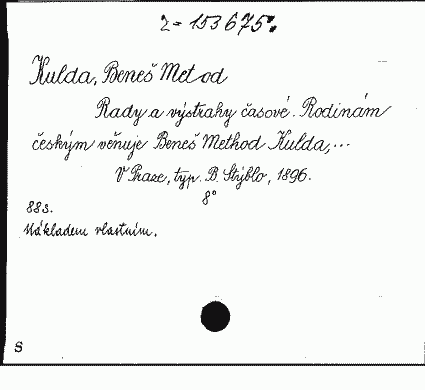 2-153675.
Kulda, Beneš Metod
Rady a výstrahy časové. Rodinám
českým věnuje Beneš Method Kulda,...
V Praze, typ. B. Stýblo, 1896.
8°
88s.
Nákladem vlastním.
S